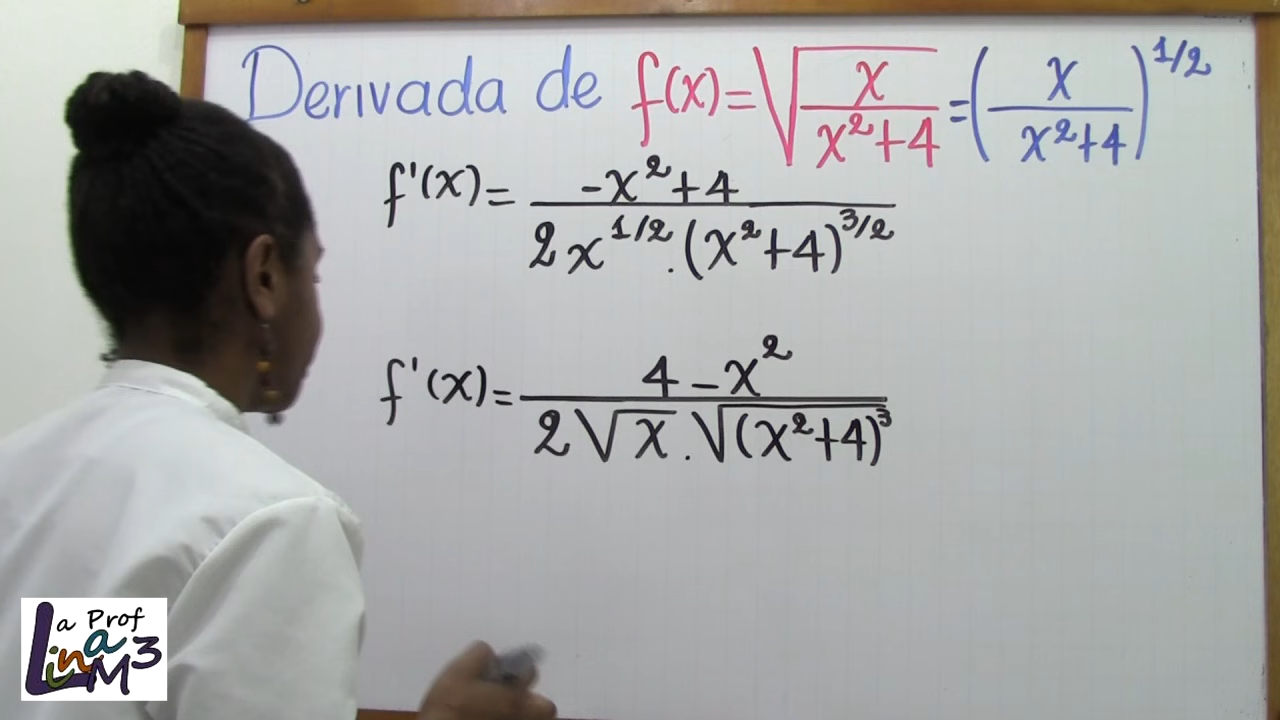 Derivada de f(x)=√(x/(x²+4))=(x/(x²+4))^1/2
f'(x)= (-x²+4)/(2x^1/2.(x²+4)^3/2)
f'(x)= (4-x²)/(2√x.√(x²+4)³)
La Prof
Lina M3